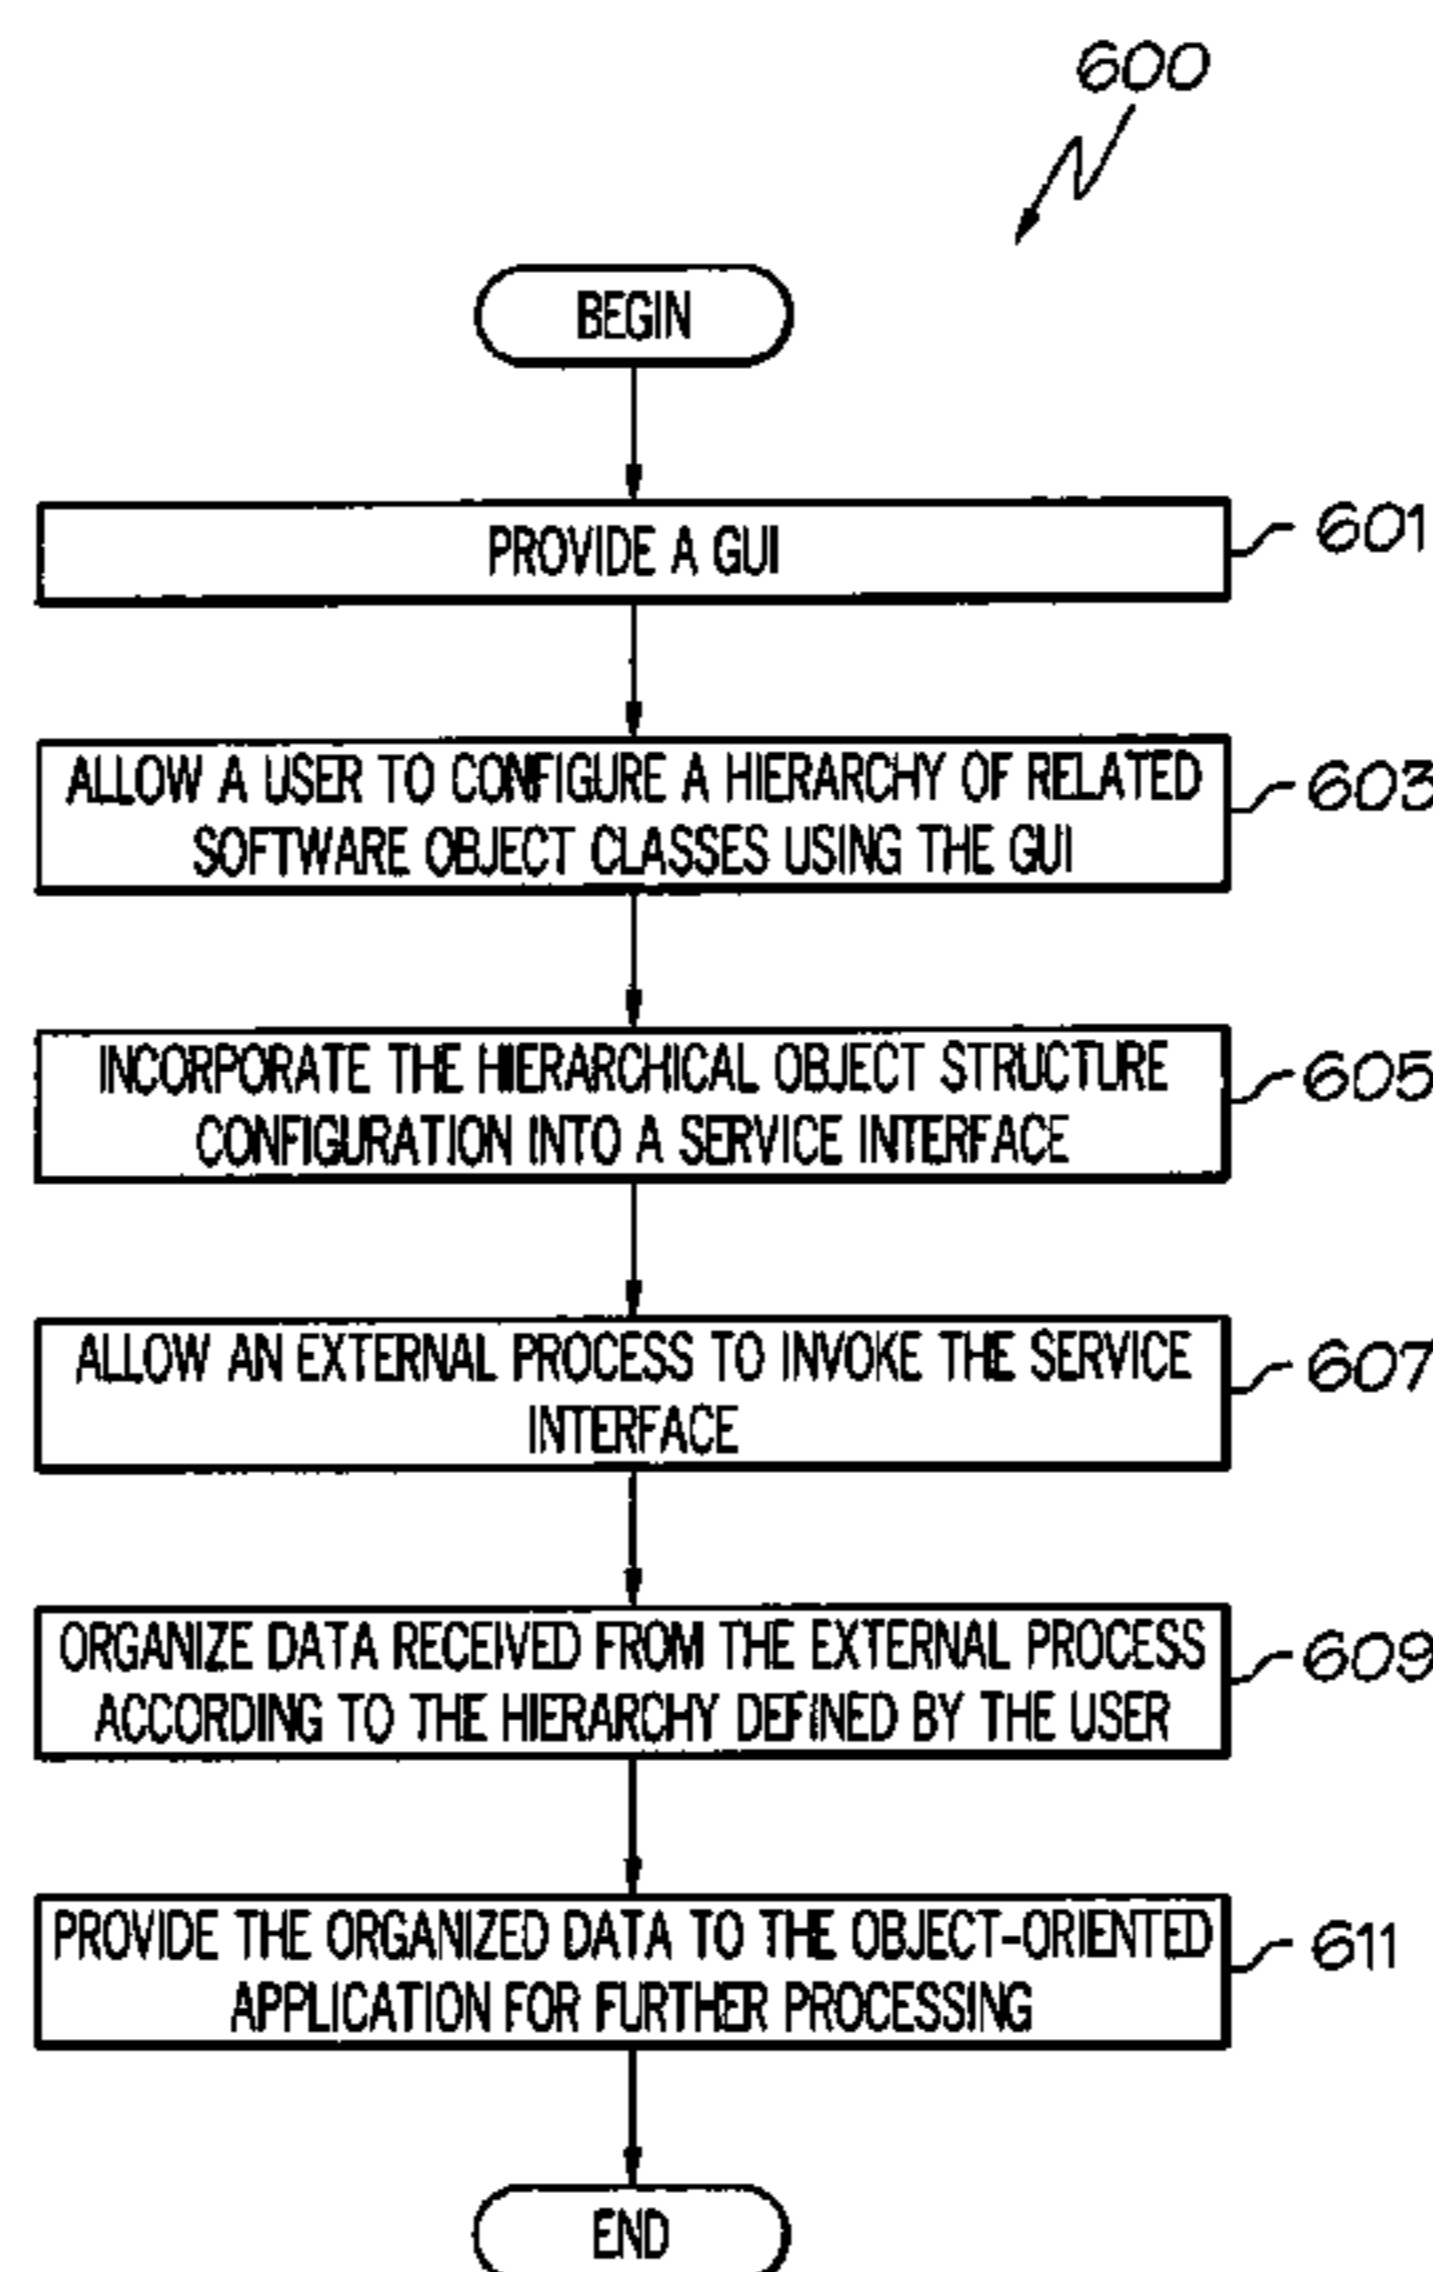 600
BEGIN
PROVIDE A GUI
601
ALLOW A USER TO CONFIGURE A HIERARCHY OF RELATED
SOFTWARE OBJECT CLASSES USING THE GUI
603
INCORPORATE THE HIERARCHICAL OBJECT STRUCTURE
CONFIGURATION INTO A SERVICE INTERFACE
605
ALLOW AN EXTERNAL PROCESS TO INVOKE THE SERVICE
INTERFACE
607
ORGANIZE DATA RECEIVED FROM THE EXTERNAL PROCESS
ACCORDING TO THE HIERARCHY DEFINED BY THE USER
609
PROVIDE THE ORGANIZED DATA TO THE OBJECT-ORIENTED
APPLICATION FOR FURTHER PROCESSING
611
END